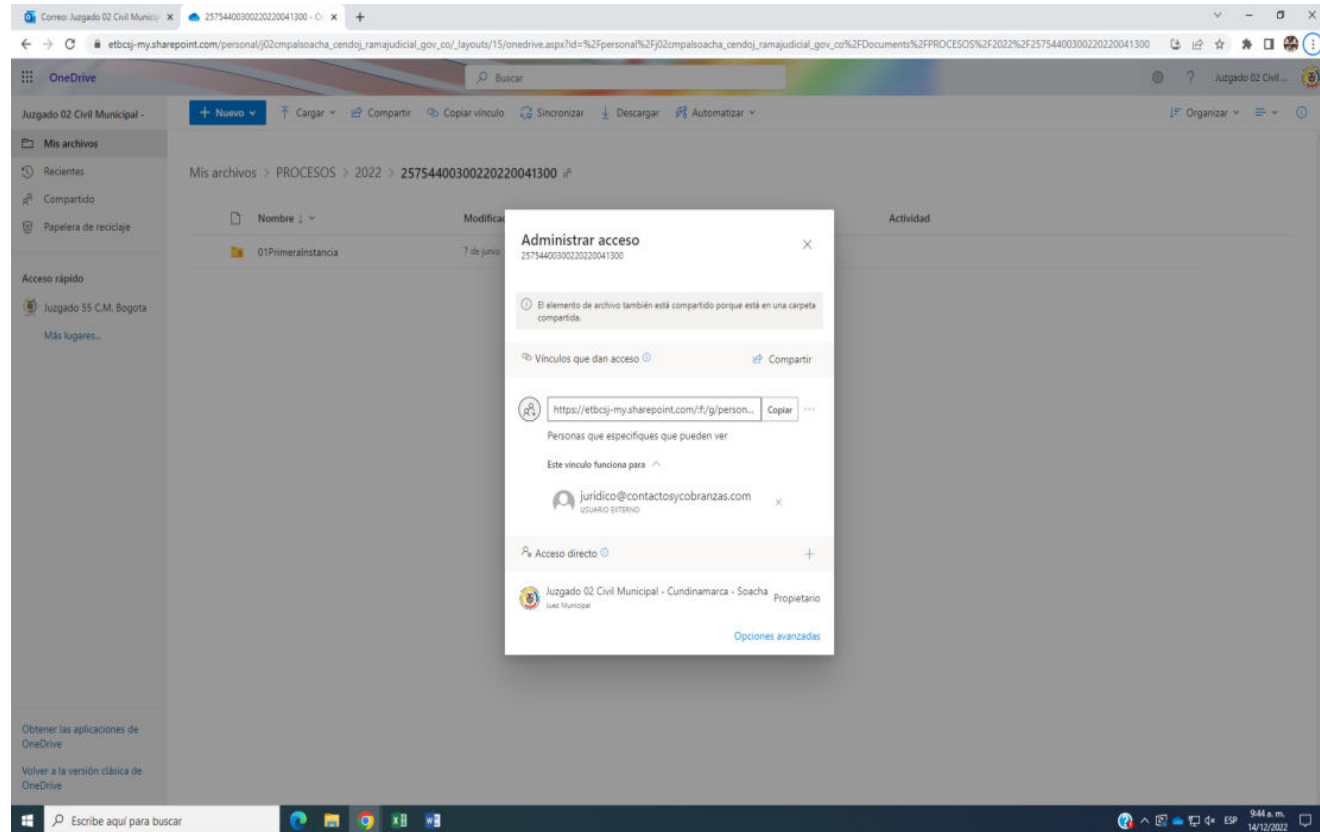 Correo: Juzgado 02 Civil Municip
25754400300220220041300 - O
etbcsj-my.sharepoint.com/personal/j02cmpalsoacha_cendoj_ramajudicial_gov_co/_layouts/15/onedrive.aspx?id=%2Fpersonal%2Fj02cmpalsoacha_cendoj_ramajudicial_gov_co%2FDocuments%2FPROCESOS%2F2022%2F25754400300220220041300
OneDrive
Buscar
Juzgado 02 Civil ...
Juzgado 02 Civil Municipal -
+ Nuevo
Cargar
Compartir
Copiar vínculo
Sincronizar
Descargar
Automatizar
Organizar
Mis archivos
Recientes
Compartido
Papelera de reciclaje
Acceso rápido
Juzgado 55 C.M. Bogota
Más lugares...
Mis archivos > PROCESOS > 2022 > 25754400300220220041300
Nombre
Modificac
Actividad
01PrimeraInstancia
7 de junio
Administrar acceso
25754400300220220041300
El elemento de archivo también está compartido porque está en una carpeta
compartida.
Vínculos que dan acceso
Compartir
https://etbcsj-my.sharepoint.com/:f:/g/person...
Copiar
Personas que especifiques que pueden ver
Este vínculo funciona para
juridico@contactosycobranzas.com
USUARIO EXTERNO
Acceso directo
Juzgado 02 Civil Municipal - Cundinamarca - Soacha
Juez Municipal
Propietario
Opciones avanzadas
Obtener las aplicaciones de
OneDrive
Volver a la versión clásica de
OneDrive
Escribe aquí para buscar
ESP
9:44 a. m.
14/12/2022